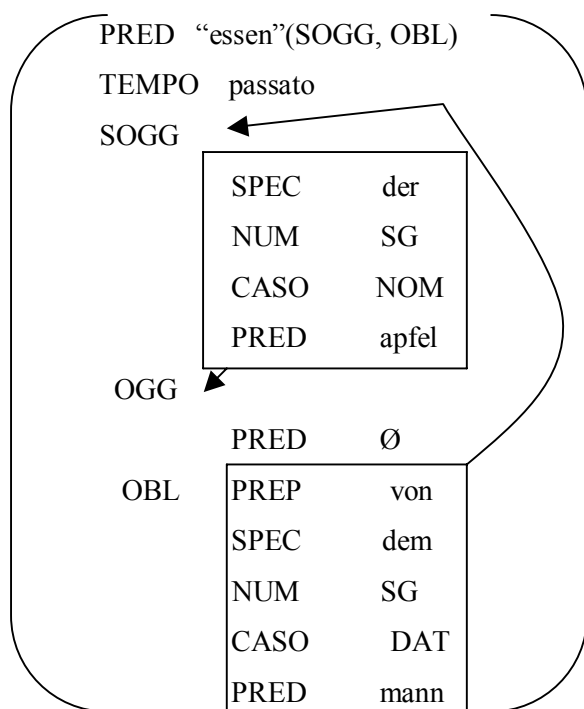 PRED “essen”(SOGG, OBL)
TEMPO passato
SOGG
SPEC der
NUM SG
CASO NOM
PRED apfel
OGG
PRED Ø
OBL PREP von
SPEC dem
NUM SG
CASO DAT
PRED mann